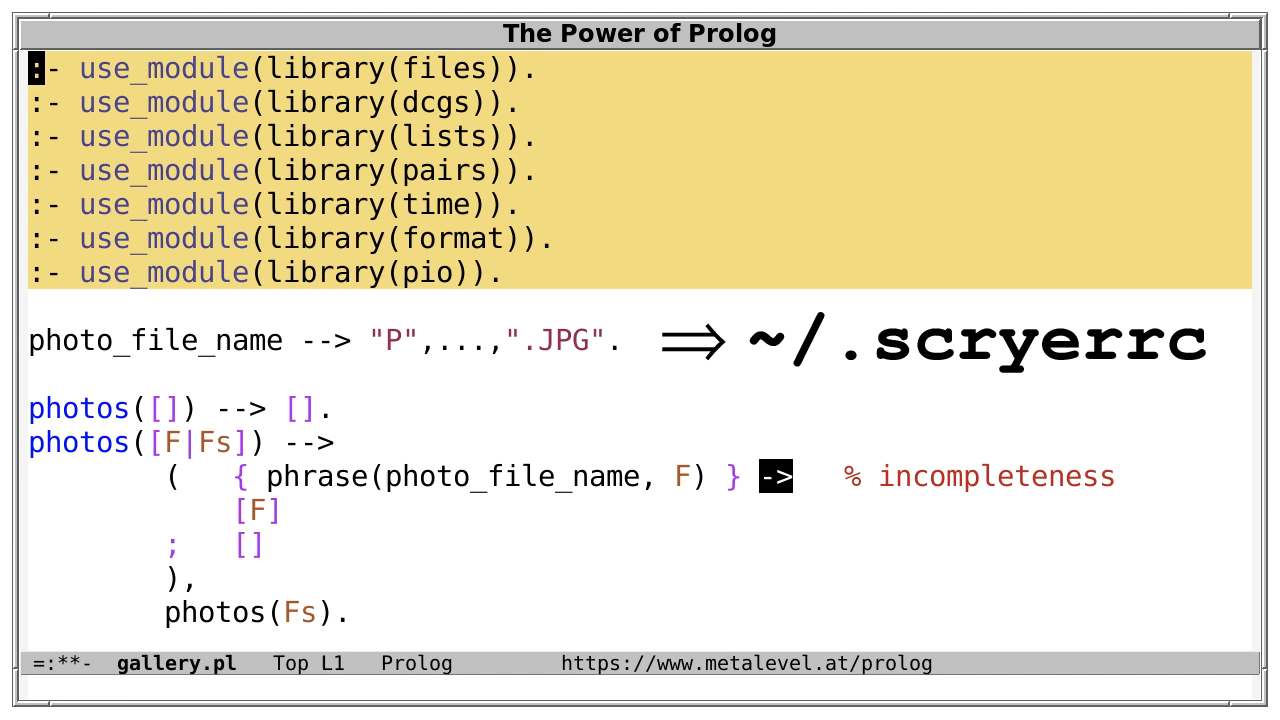 The Power of Prolog
:- use_module(library(files)).
:- use_module(library(dcgs)).
:- use_module(library(lists)).
:- use_module(library(pairs)).
:- use_module(library(time)).
:- use_module(library(format)).
:- use_module(library(pio)).
photo_file_name --> "P",...,".JPG". ⟹ ~/.scryerrc
photos([]) --> [].
photos([F|Fs]) -->
( { phrase(photo_file_name, F) } -> % incompleteness
[F]
; []
),
photos(Fs).
=:**- gallery.pl Top L1 Prolog https://www.metalevel.at/prolog